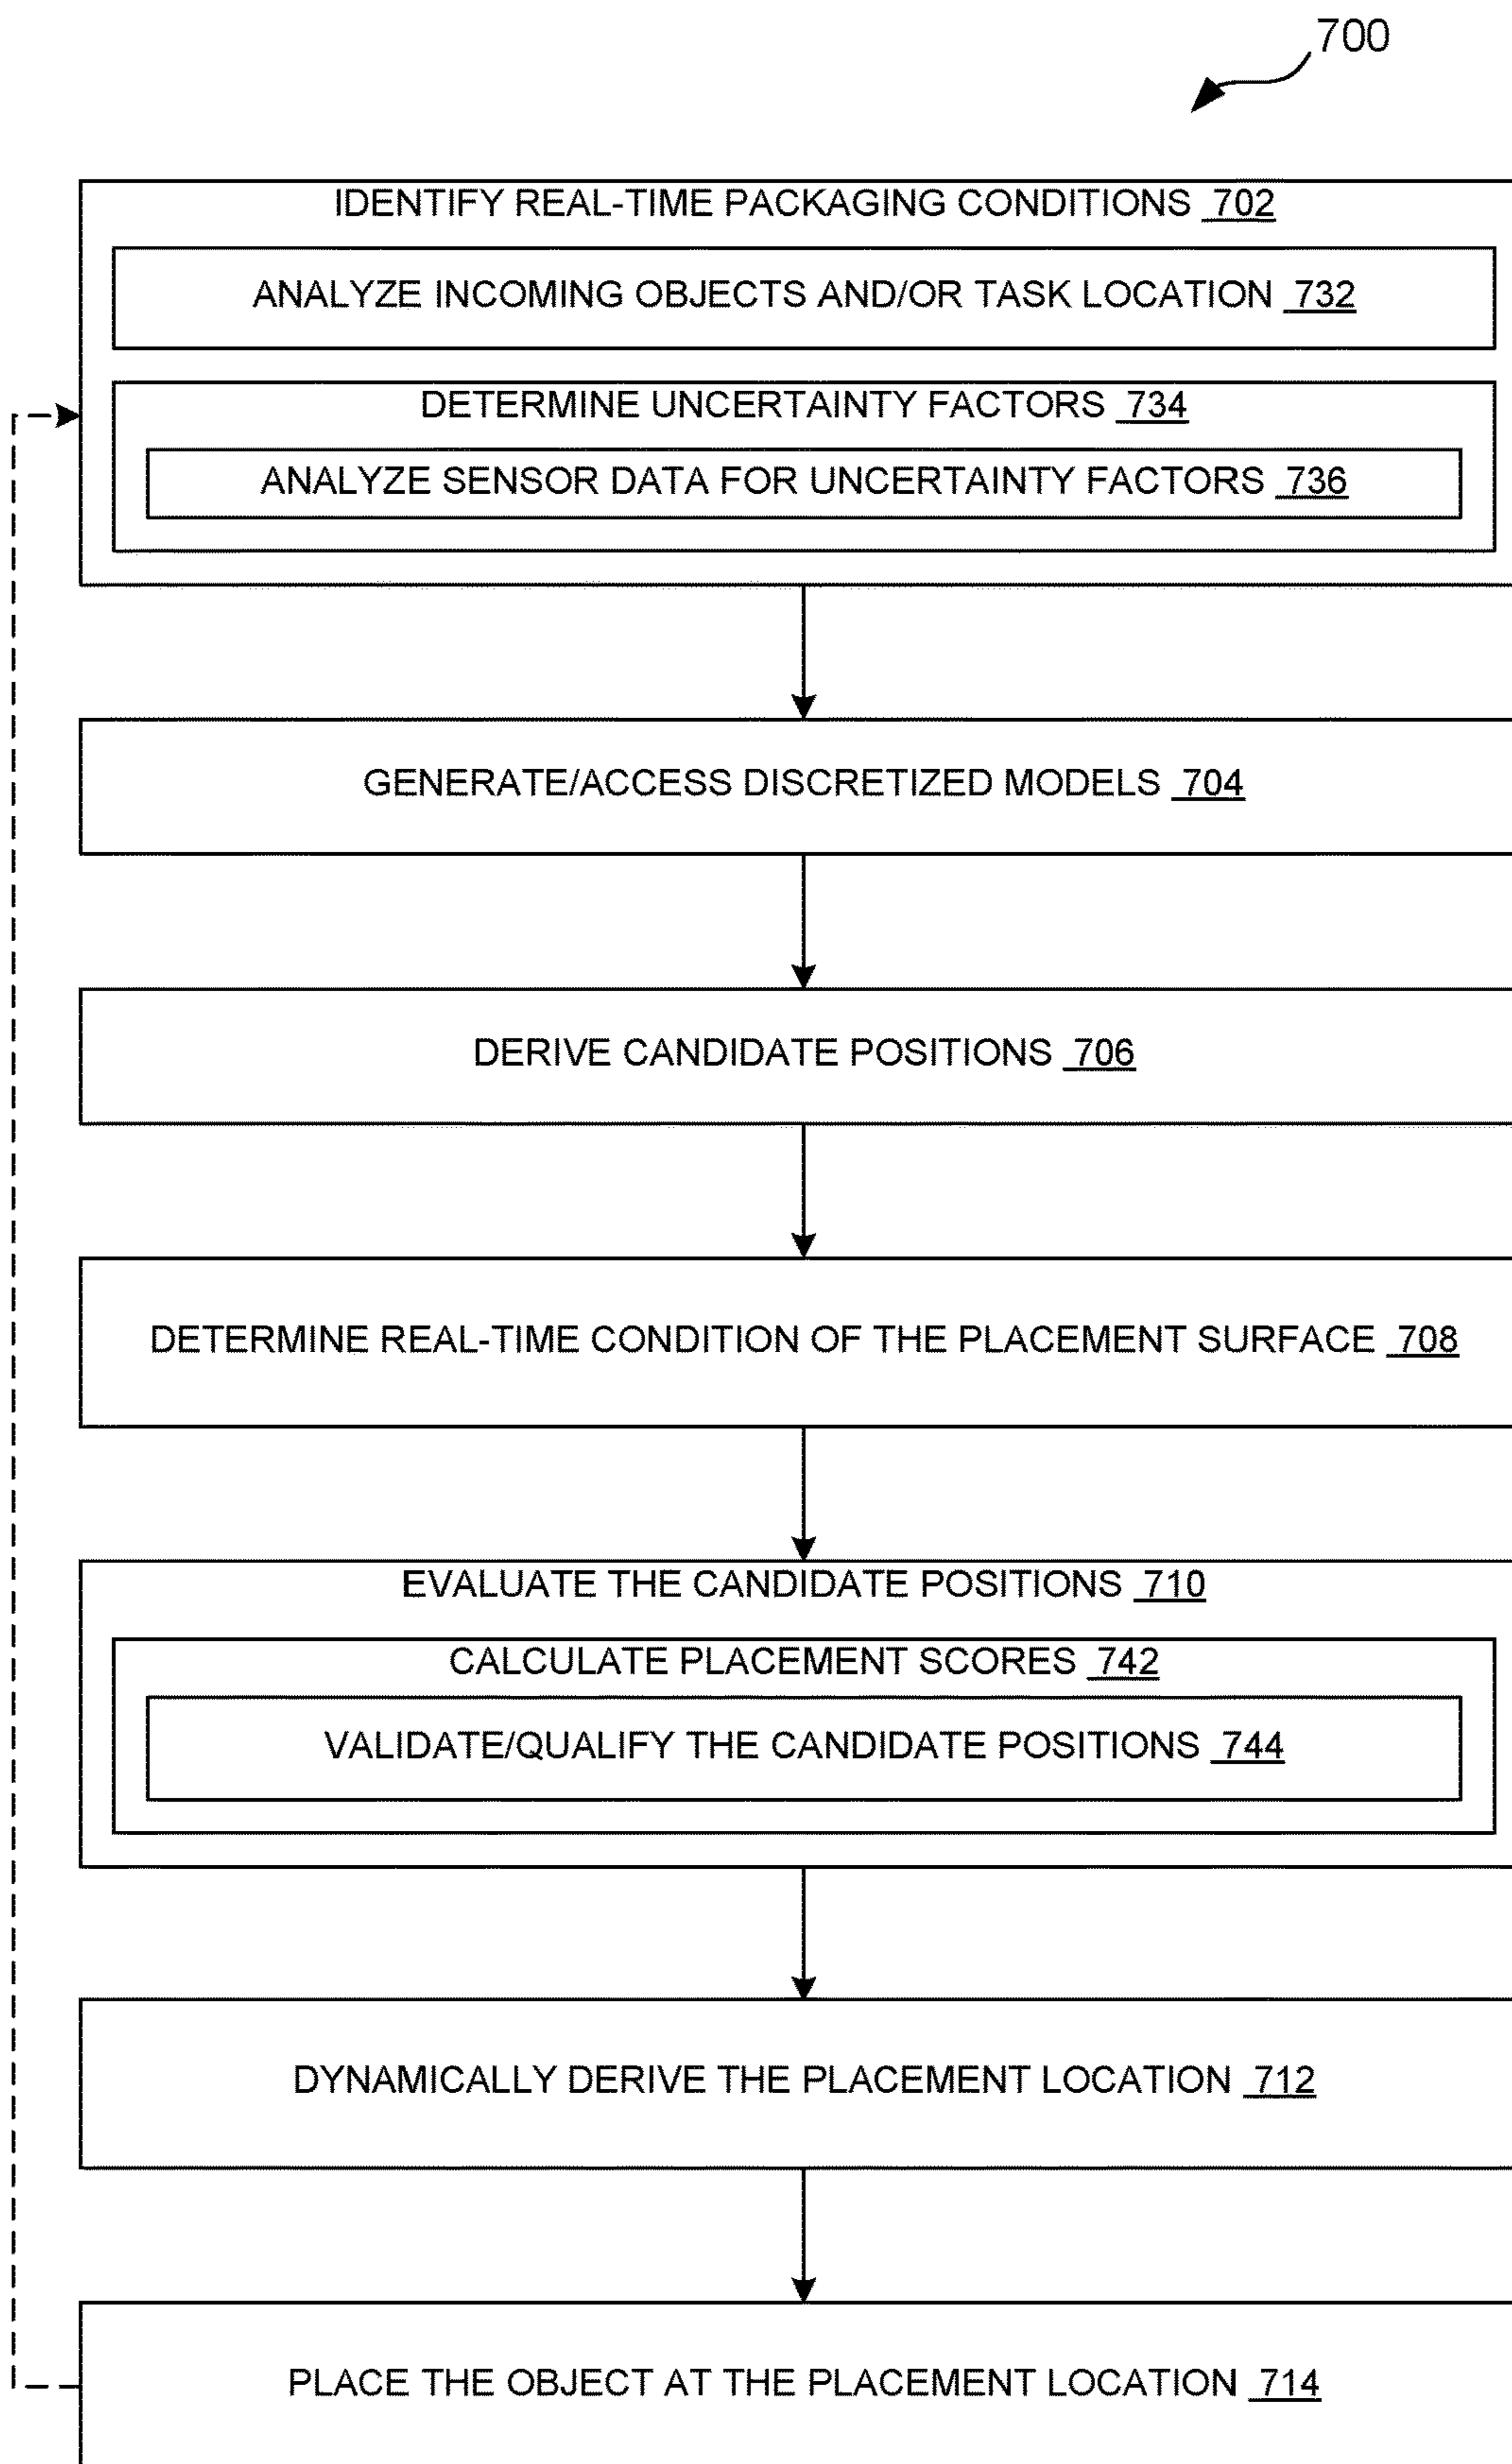 700
IDENTIFY REAL-TIME PACKAGING CONDITIONS 702
ANALYZE INCOMING OBJECTS AND/OR TASK LOCATION 732
DETERMINE UNCERTAINTY FACTORS 734
ANALYZE SENSOR DATA FOR UNCERTAINTY FACTORS 736
GENERATE/ACCESS DISCRETIZED MODELS 704
DERIVE CANDIDATE POSITIONS 706
DETERMINE REAL-TIME CONDITION OF THE PLACEMENT SURFACE 708
EVALUATE THE CANDIDATE POSITIONS 710
CALCULATE PLACEMENT SCORES 742
VALIDATE/QUALIFY THE CANDIDATE POSITIONS 744
DYNAMICALLY DERIVE THE PLACEMENT LOCATION 712
PLACE THE OBJECT AT THE PLACEMENT LOCATION 714